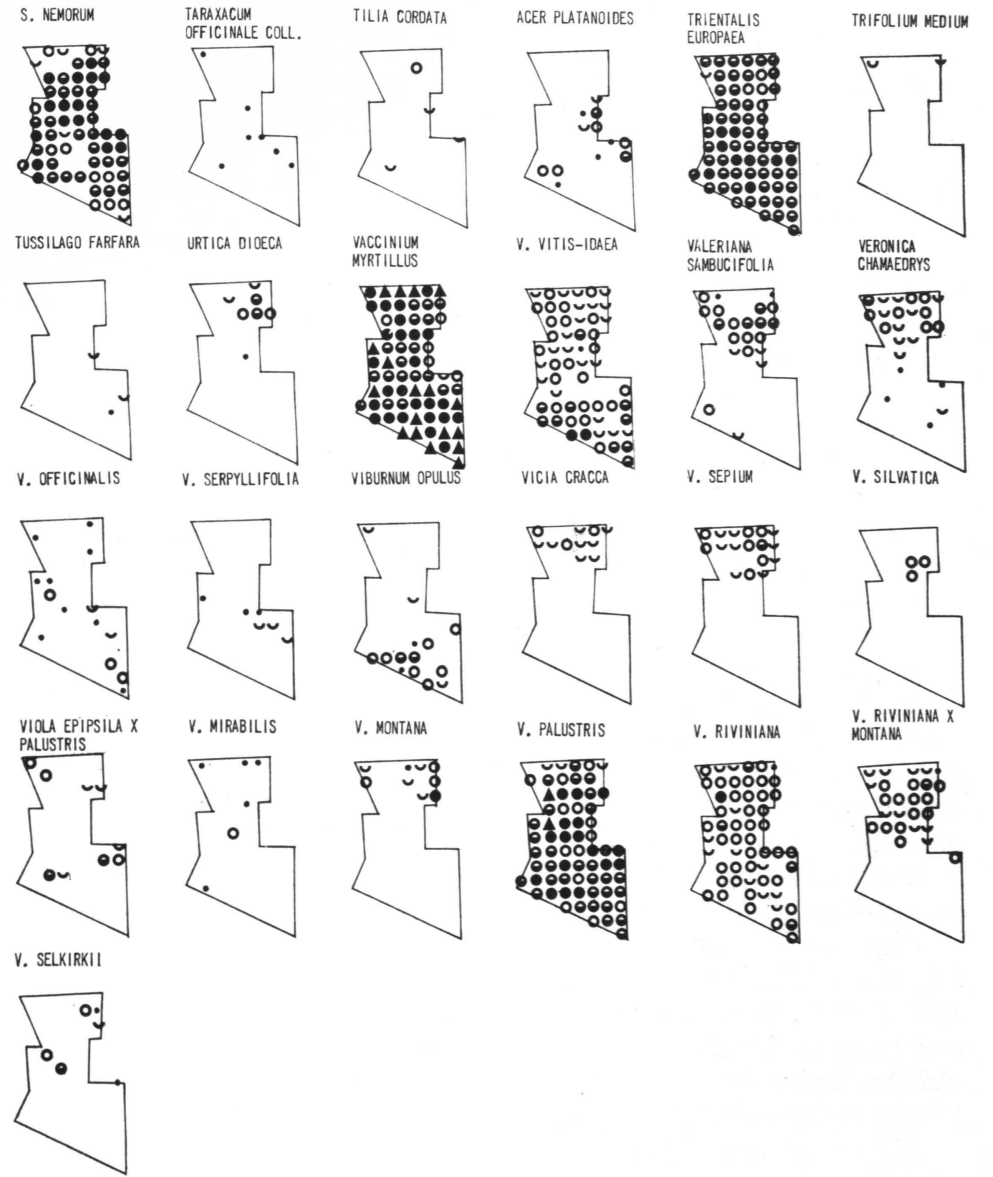 S. NEMORUM
TARAXACUM
OFFICINALE COLL.
TILIA CORDATA
ACER PLATANOIDES
TRIENTALIS
EUROPAEA
TRIFOLIUM MEDIUM
TUSSILAGO FARFARA
URTICA DIOECA
VACCINIUM
MYRTILLUS
V. VITIS-IDAEA
VALERIANA
SAMBUCIFOLIA
VERONICA
CHAMAEDRYS
V. OFFICINALIS
V. SERPYLLIFOLIA
VIBURNUM OPULUS
VICIA CRACCA
V. SEPIUM
V. SILVATICA
VIOLA EPIPSILA X
PALUSTRIS
V. MIRABILIS
V. MONTANA
V. PALUSTRIS
V. RIVINIANA
V. RIVINIANA X
MONTANA
V. SELKIRKII